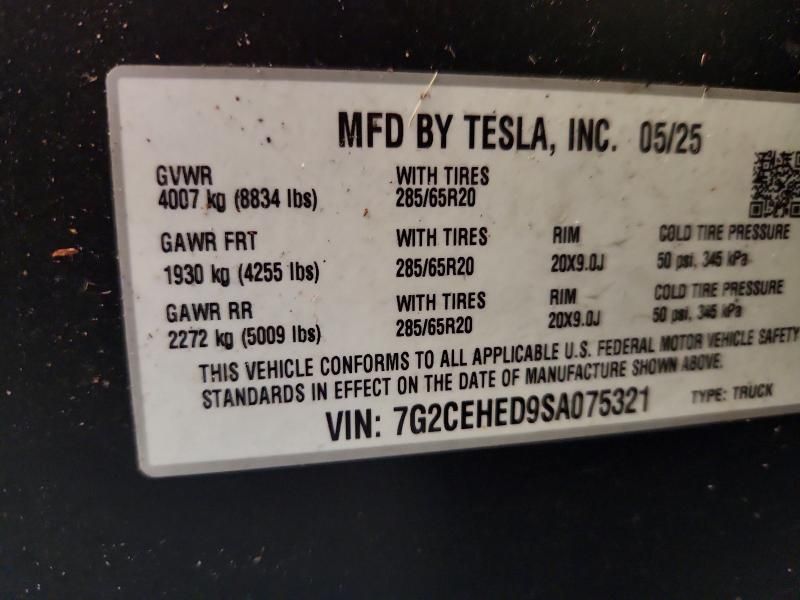 MFD BY TESLA, INC. 05/25
GVWR WITH TIRES
4007 kg (8834 lbs) 285/65R20
GAWR FRT WITH TIRES RIM COLD TIRE PRESSURE
1930 kg (4255 lbs) 285/65R20 20X9.0J 50 psi, 345 kPa
GAWR RR WITH TIRES RIM COLD TIRE PRESSURE
2272 kg (5009 lbs) 285/65R20 20X9.0J 50 psi, 345 kPa
THIS VEHICLE CONFORMS TO ALL APPLICABLE U.S. FEDERAL MOTOR VEHICLE SAFETY
STANDARDS IN EFFECT ON THE DATE OF MANUFACTURE SHOWN ABOVE.
VIN: 7G2CEHED9SA075321 TYPE: TRUCK